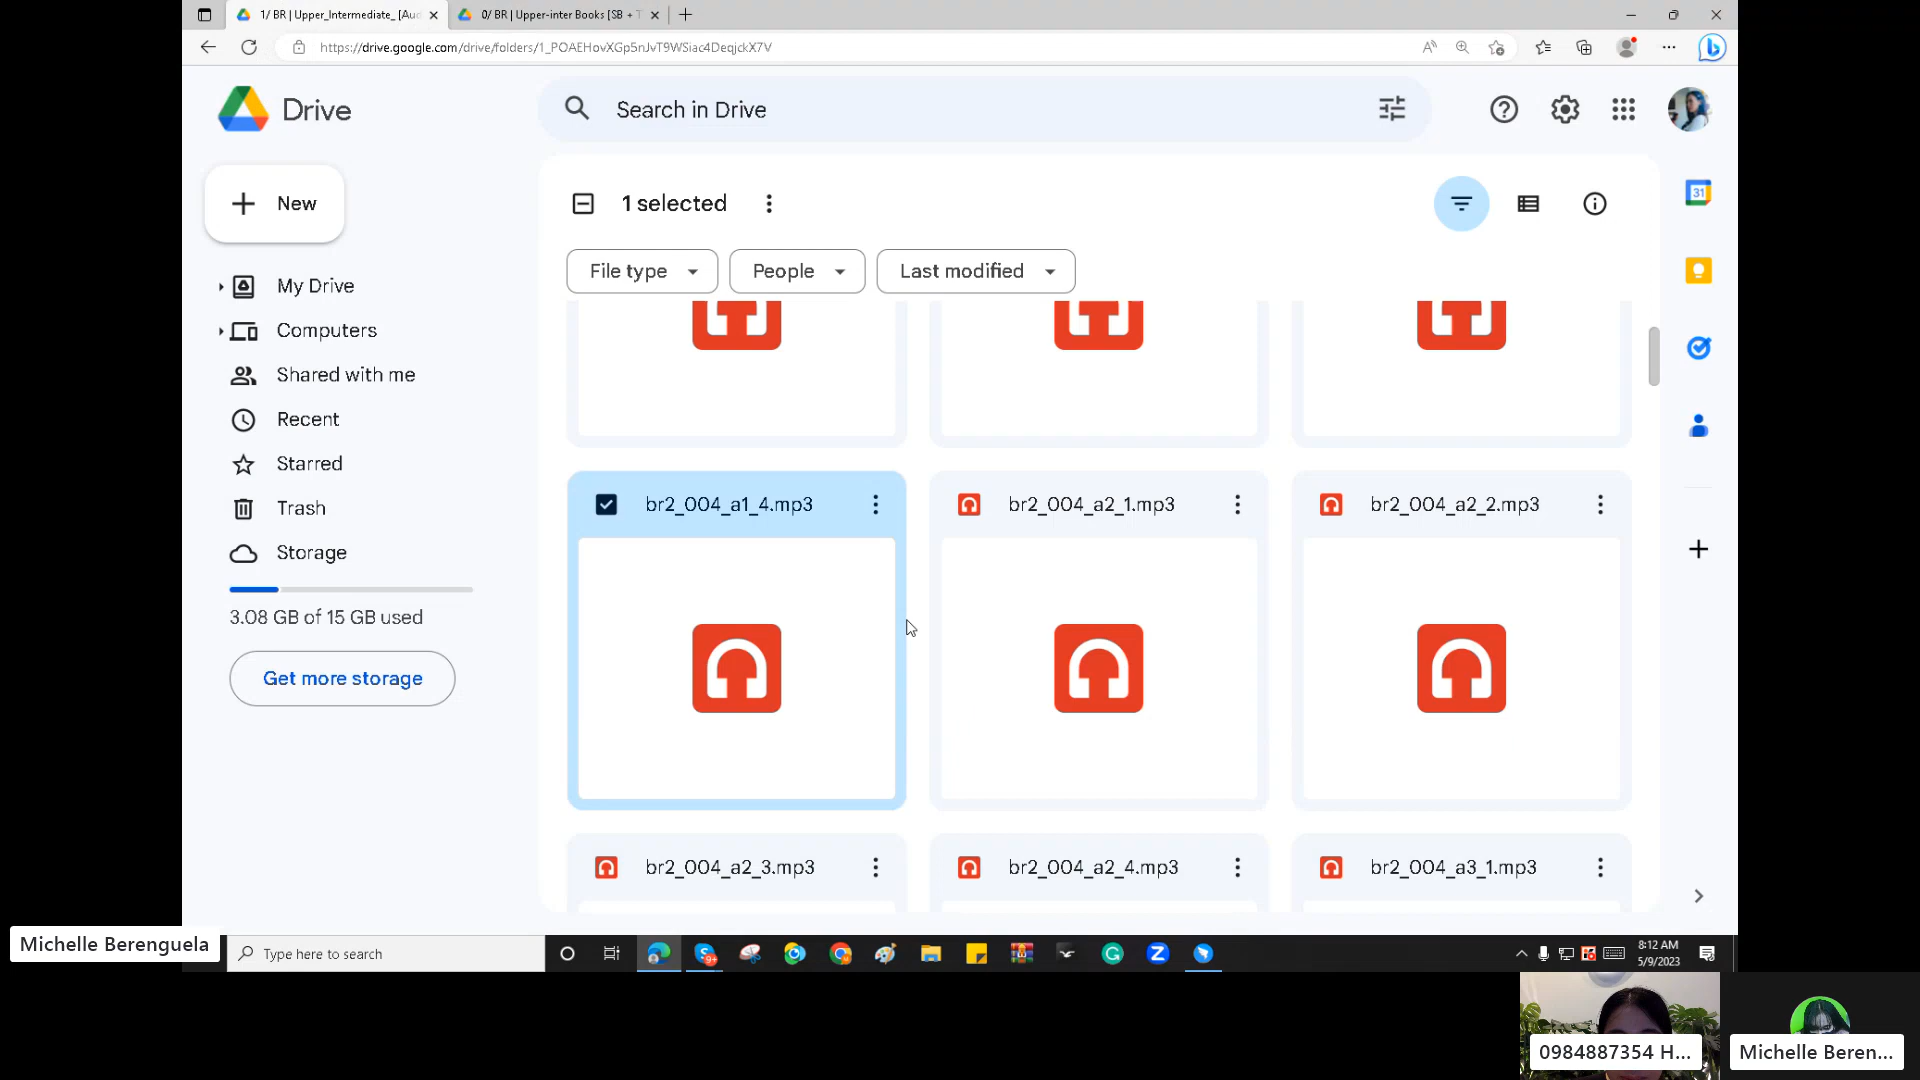 1/ BR | Upper_Intermediate_ [Au
0/ BR | Upper-inter Books [SB + T
https://drive.google.com/drive/folders/1_POAEHovXGp5nJvT9WSiac4DeqjckX7V
Drive
Search in Drive
New
1 selected
File type
People
Last modified
My Drive
Computers
Shared with me
Recent
Starred
Trash
Storage
3.08 GB of 15 GB used
Get more storage
31
br2_004_a1_4.mp3
br2_004_a2_1.mp3
br2_004_a2_2.mp3
br2_004_a2_3.mp3
br2_004_a2_4.mp3
br2_004_a3_1.mp3
Michelle Berenguela
Type here to search
8:12 AM
5/9/2023
0984887354 H...
Michelle Beren...